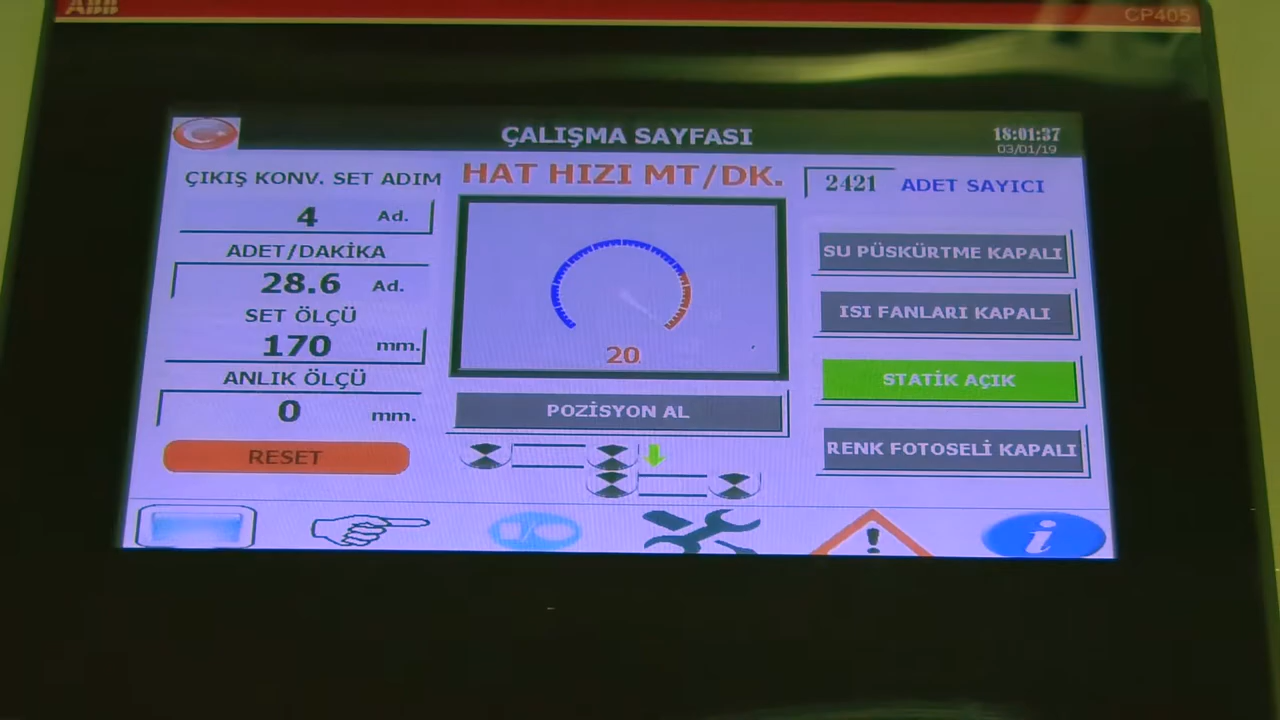 ABB
CP405
ÇALIŞMA SAYFASI
18:01:37
03/01/19
ÇIKIŞ KONV. SET ADIM
4 Ad.
ADET/DAKİKA
28.6 Ad.
SET ÖLÇÜ
170 mm.
ANLIK ÖLÇÜ
0 mm.
RESET
HAT HIZI MT/DK.
20
POZİSYON AL
2421 ADET SAYICI
SU PÜSKÜRTME KAPALI
ISI FANLARI KAPALI
STATİK AÇIK
RENK FOTOSELİ KAPALI
i